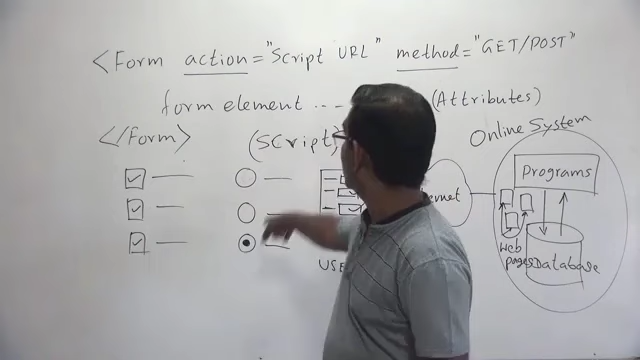 <Form action="Script URL" method="GET/POST"
form element .... (Attributes)
</Form>
(SCript)
Online System
Programs
Web
pages
Database